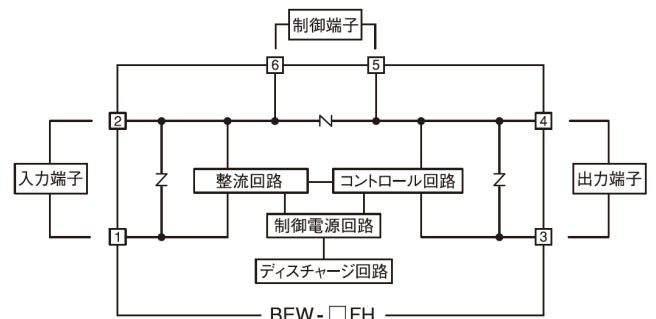 制御端子
6
5
2
4
入力端子
整流回路
コントロール回路
出力端子
制御電源回路
1
3
ディスチャージ回路
BFW-□FH